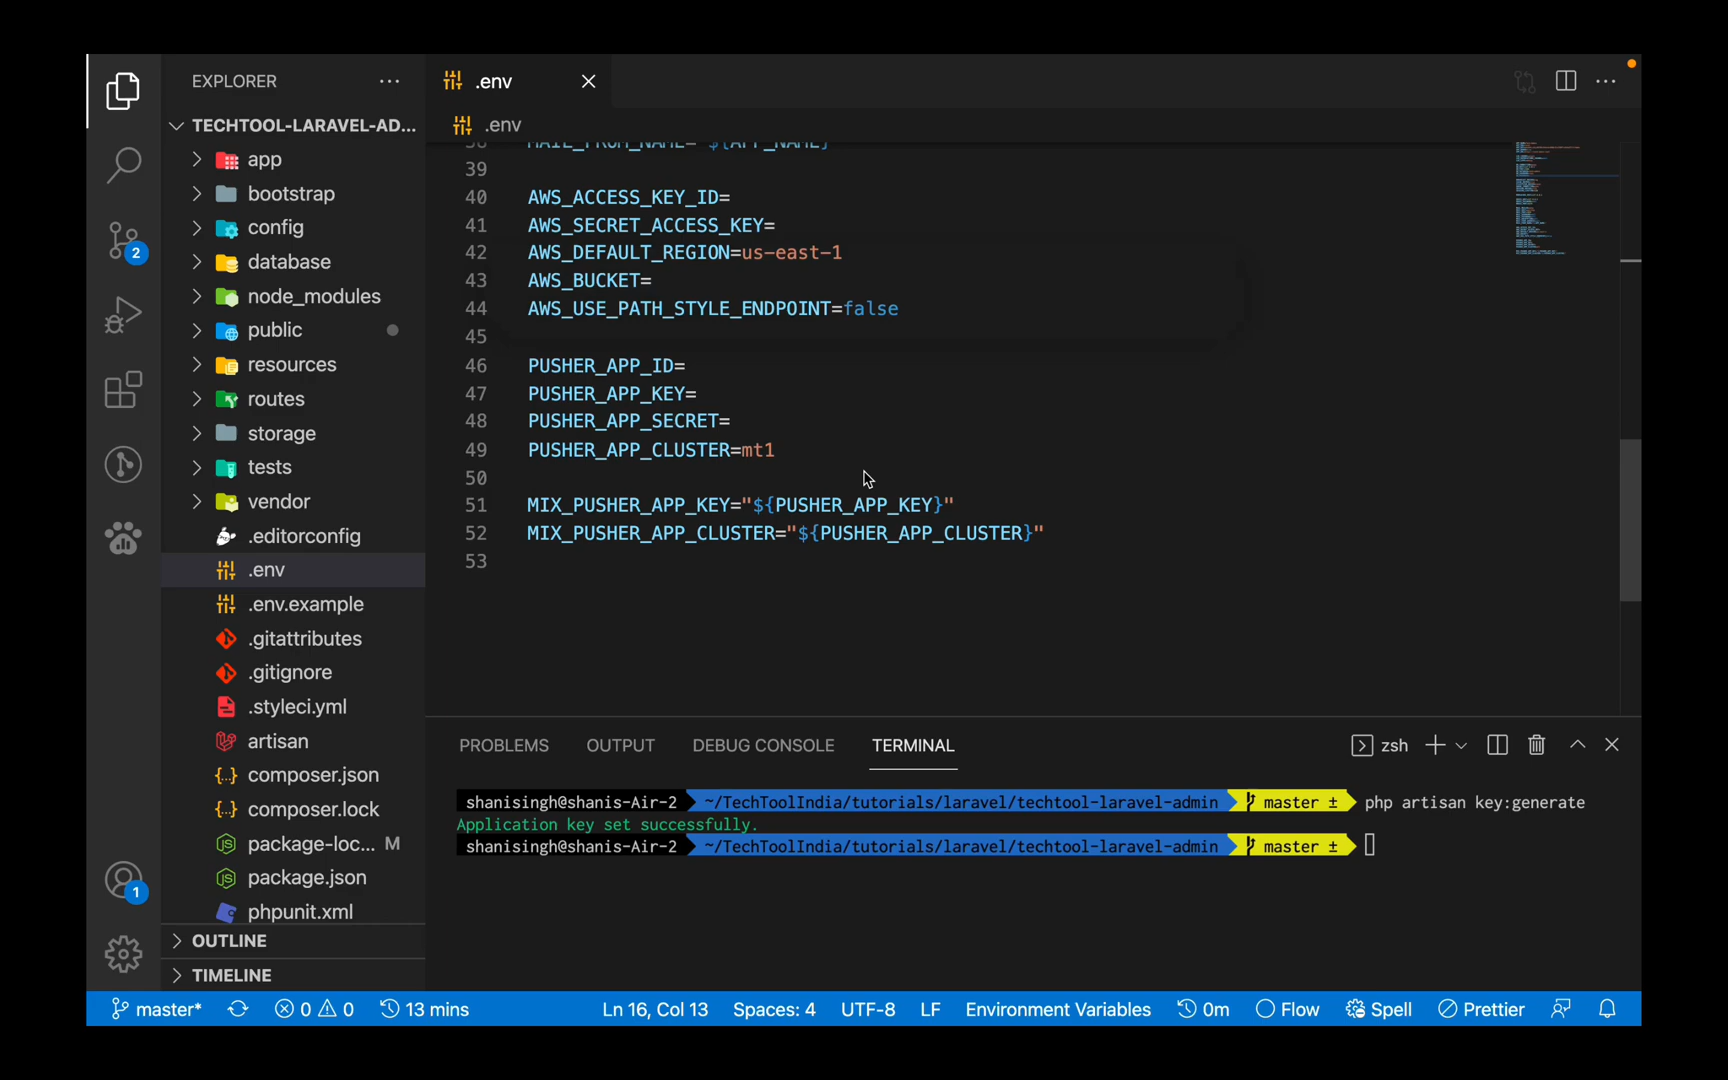 EXPLORER
.env
TECHTOOL-LARAVEL-AD...
.env
app
bootstrap
config
database
node_modules
public
resources
routes
storage
tests
vendor
.editorconfig
.env
.env.example
.gitattributes
.gitignore
.styleci.yml
artisan
composer.json
composer.lock
package-loc... M
package.json
phpunit.xml
OUTLINE
TIMELINE
38 MAIL_FROM_NAME="${APP_NAME}"
39
40 AWS_ACCESS_KEY_ID=
41 AWS_SECRET_ACCESS_KEY=
42 AWS_DEFAULT_REGION=us-east-1
43 AWS_BUCKET=
44 AWS_USE_PATH_STYLE_ENDPOINT=false
45
46 PUSHER_APP_ID=
47 PUSHER_APP_KEY=
48 PUSHER_APP_SECRET=
49 PUSHER_APP_CLUSTER=mt1
50
51 MIX_PUSHER_APP_KEY="${PUSHER_APP_KEY}"
52 MIX_PUSHER_APP_CLUSTER="${PUSHER_APP_CLUSTER}"
53
2
1
PROBLEMS OUTPUT DEBUG CONSOLE TERMINAL zsh
shanisingh@shanis-Air-2 ~/TechToolIndia/tutorials/laravel/techtool-laravel-admin master ± php artisan key:generate
Application key set successfully.
shanisingh@shanis-Air-2 ~/TechToolIndia/tutorials/laravel/techtool-laravel-admin master ±
master* 0 0 13 mins Ln 16, Col 13 Spaces: 4 UTF-8 LF Environment Variables 0m Flow Spell Prettier